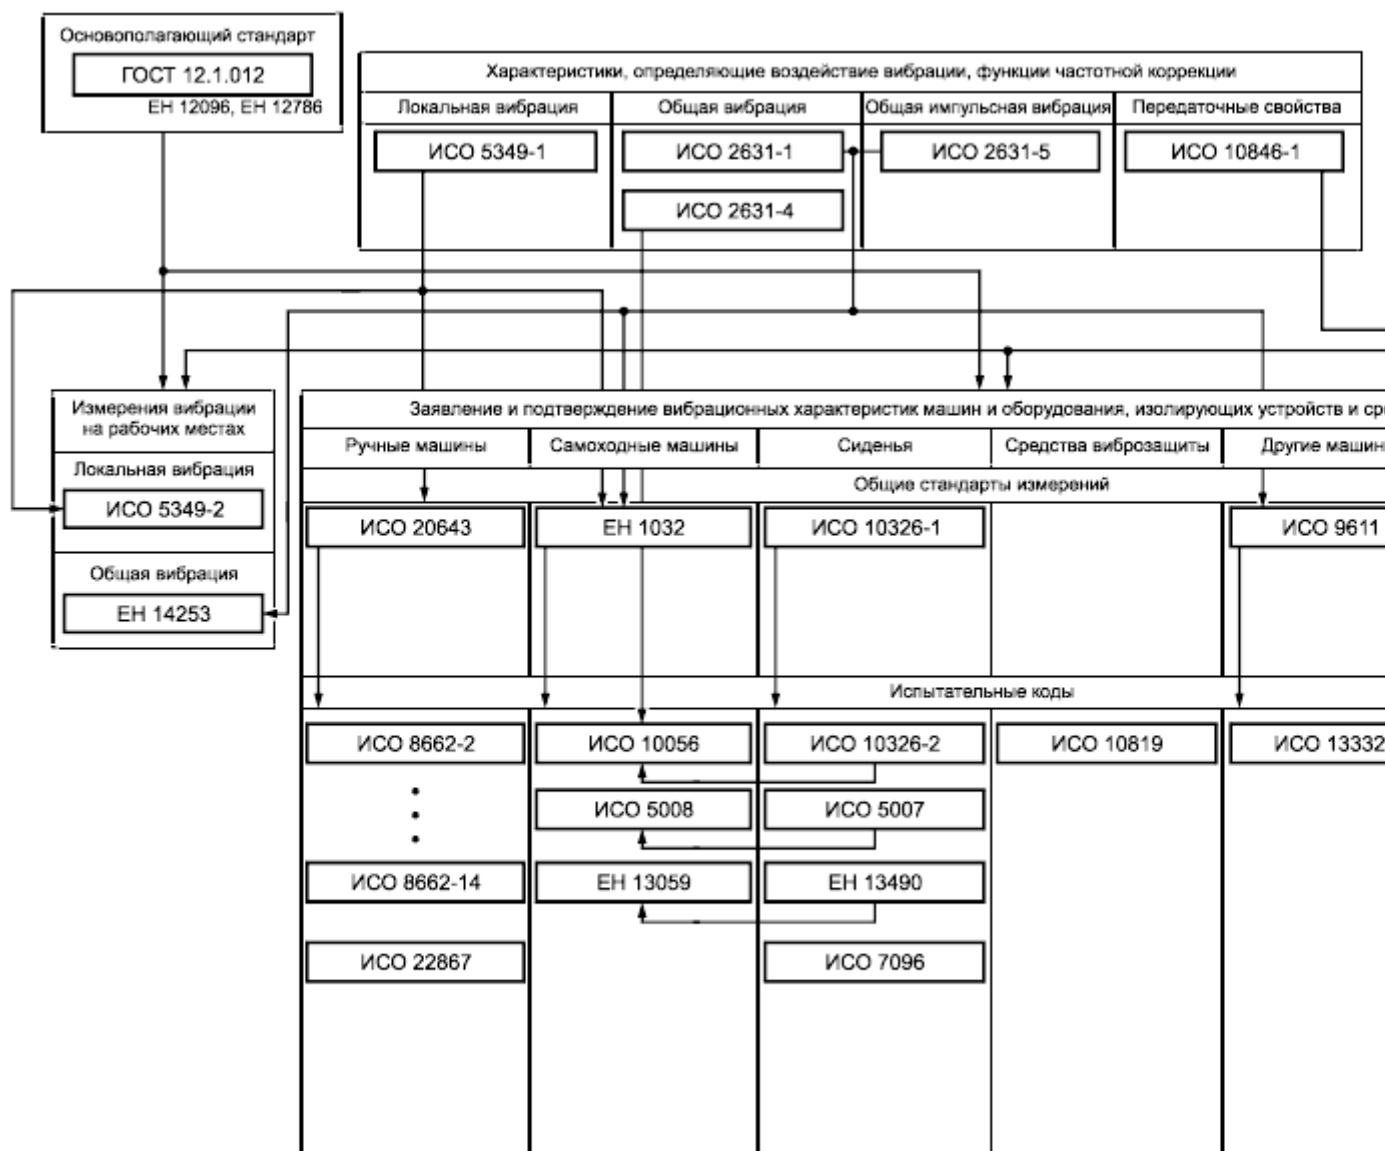 Основополагающий стандарт
ГОСТ 12.1.012
ЕН 12096, ЕН 12786
Характеристики, определяющие воздействие вибрации, функции частотной коррекции
Локальная вибрация
Общая вибрация
Общая импульсная вибрация
Передаточные свойства
ИСО 5349-1
ИСО 2631-1
ИСО 2631-5
ИСО 10846-1
ИСО 2631-4
Измерения вибрации
на рабочих местах
Локальная вибрация
ИСО 5349-2
Общая вибрация
ЕН 14253
Заявление и подтверждение вибрационных характеристик машин и оборудования, изолирующих устройств и ср
Ручные машины
Самоходные машины
Сиденья
Средства виброзащиты
Другие машин
Общие стандарты измерений
ИСО 20643
ЕН 1032
ИСО 10326-1
ИСО 9611
Испытательные коды
ИСО 8662-2
ИСО 10056
ИСО 10326-2
ИСО 10819
ИСО 13332
ИСО 5008
ИСО 5007
ИСО 8662-14
ЕН 13059
ЕН 13490
ИСО 22867
ИСО 7096